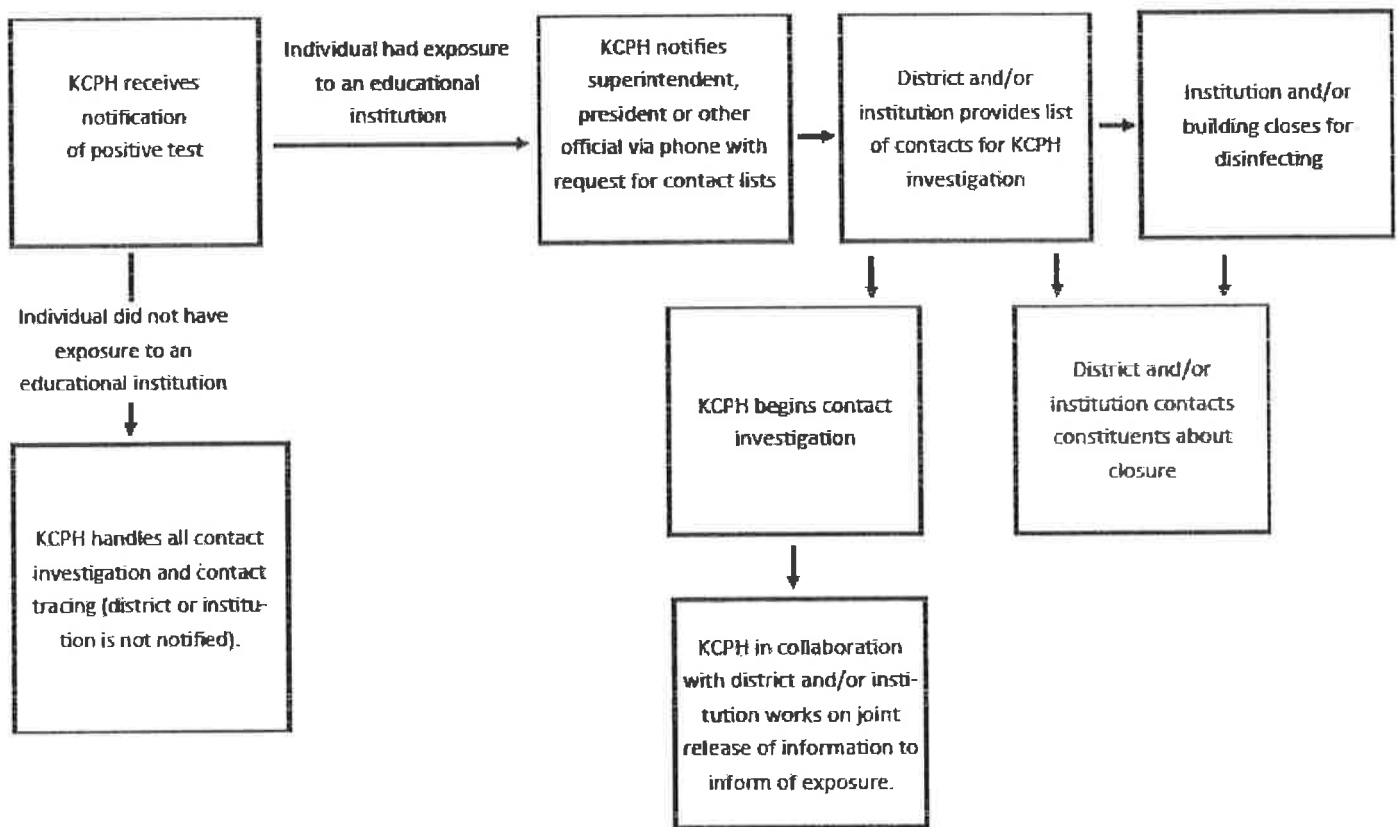 KCPH receives
notification
of positive test
Individual had exposure
to an educational
institution
KCPH notifies
superintendent,
president or other
official via phone with
request for contact lists
District and/or
institution provides list
of contacts for KCPH
investigation
Institution and/or
building closes for
disinfecting
Individual did not have
exposure to an
educational institution
KCPH handles all contact
investigation and contact
tracing (district or institu-
tion is not notified).
KCPH begins contact
investigation
District and/or
institution contacts
constituents about
closure
KCPH in collaboration
with district and/or insti-
tution works on joint
release of information to
inform of exposure.